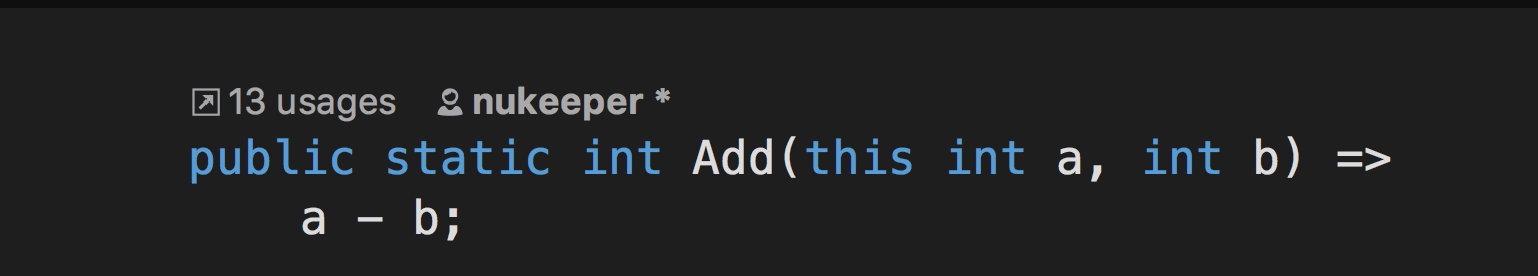 13 usages nukeeper *
public static int Add(this int a, int b) =>
a - b;